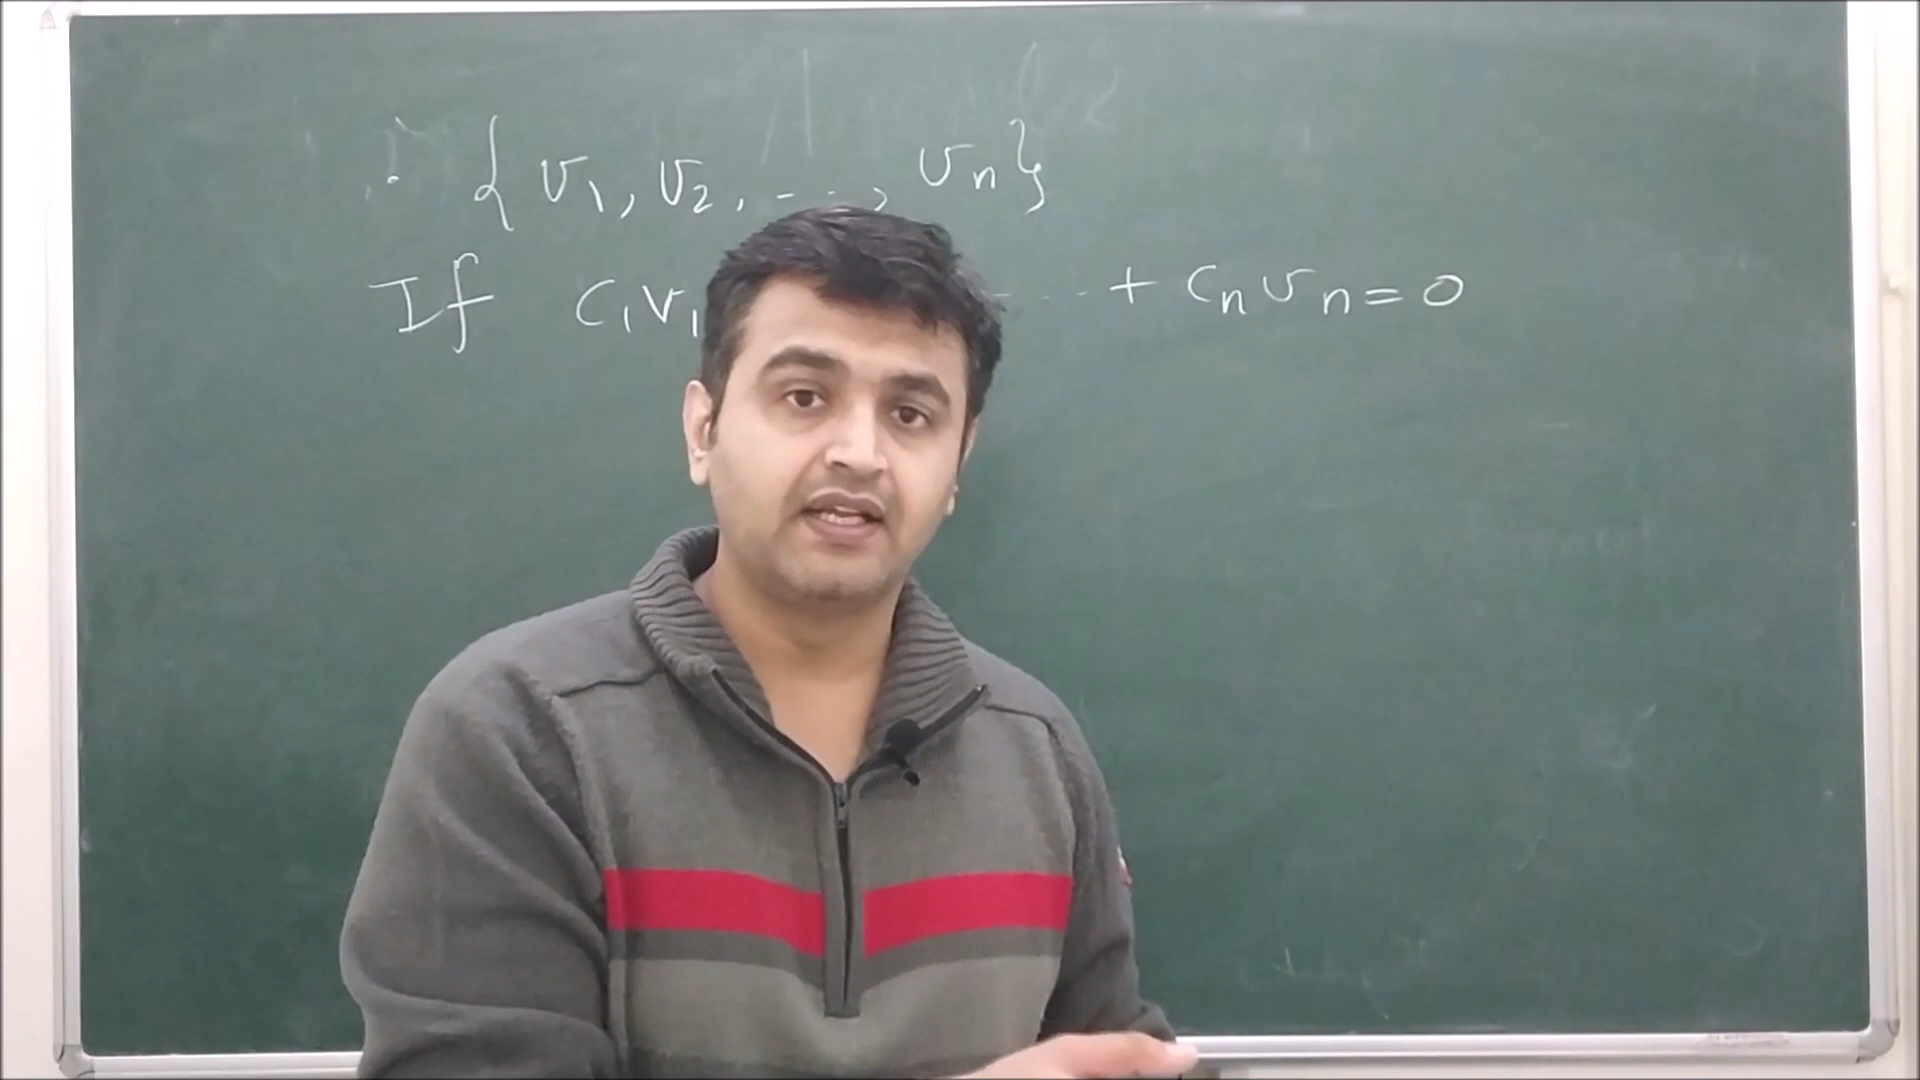 { v₁, v₂, - - -, vₙ}
If c₁v₁ - - - + cₙvₙ = 0